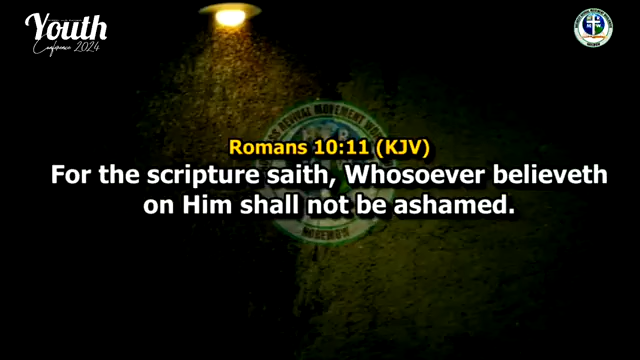 Youth
Conference 2024
Romans 10:11 (KJV)
For the scripture saith, Whosoever believeth
on Him shall not be ashamed.